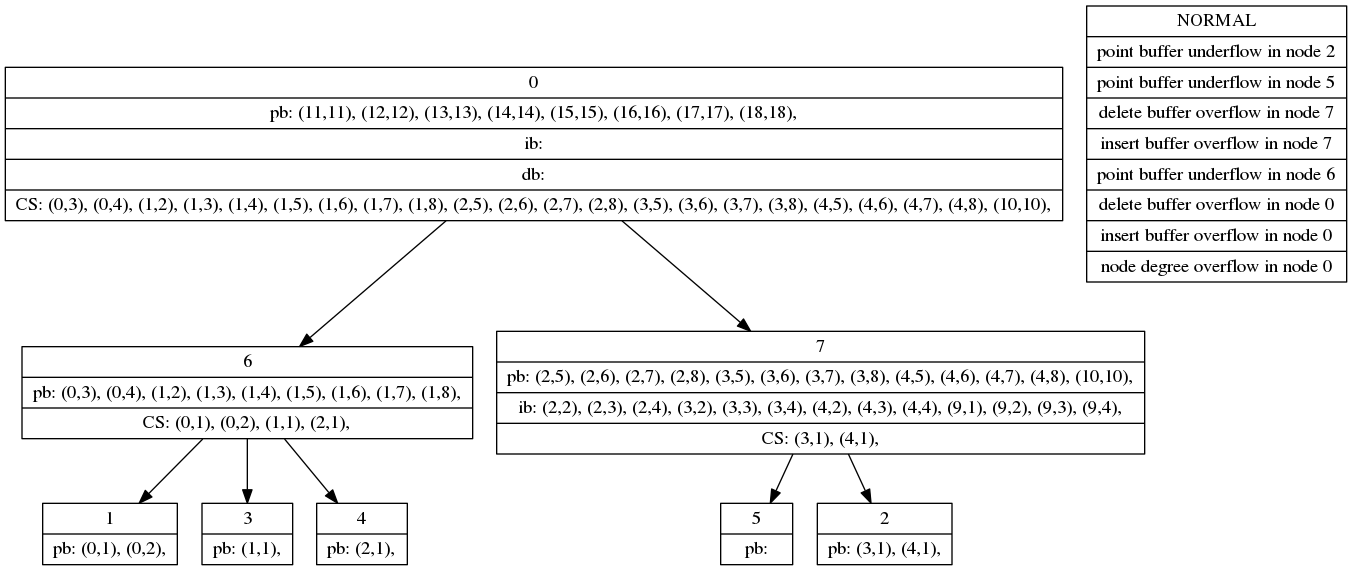 NORMAL
point buffer underflow in node 2
point buffer underflow in node 5
delete buffer overflow in node 7
insert buffer overflow in node 7
point buffer underflow in node 6
delete buffer overflow in node 0
insert buffer overflow in node 0
node degree overflow in node 0
0
pb: (11,11), (12,12), (13,13), (14,14), (15,15), (16,16), (17,17), (18,18),
ib:
db:
CS: (0,3), (0,4), (1,2), (1,3), (1,4), (1,5), (1,6), (1,7), (1,8), (2,5), (2,6), (2,7), (2,8), (3,5), (3,6), (3,7), (3,8), (4,5), (4,6), (4,7), (4,8), (10,10),
6
pb: (0,3), (0,4), (1,2), (1,3), (1,4), (1,5), (1,6), (1,7), (1,8),
CS: (0,1), (0,2), (1,1), (2,1),
7
pb: (2,5), (2,6), (2,7), (2,8), (3,5), (3,6), (3,7), (3,8), (4,5), (4,6), (4,7), (4,8), (10,10),
ib: (2,2), (2,3), (2,4), (3,2), (3,3), (3,4), (4,2), (4,3), (4,4), (9,1), (9,2), (9,3), (9,4),
CS: (3,1), (4,1),
1
pb: (0,1), (0,2),
3
pb: (1,1),
4
pb: (2,1),
5
pb:
2
pb: (3,1), (4,1),